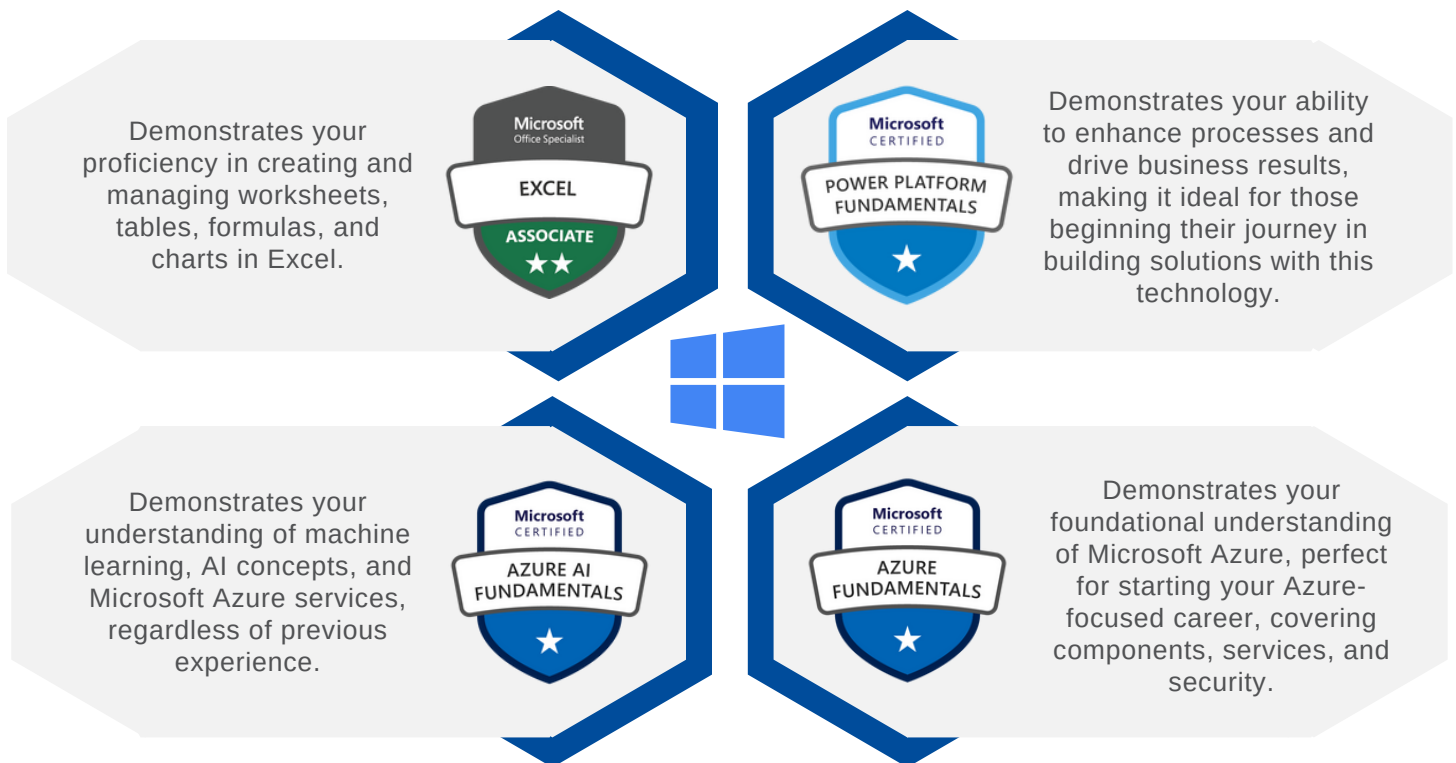 Demonstrates your
proficiency in creating and
managing worksheets,
tables, formulas, and
charts in Excel.
Microsoft
Office Specialist
EXCEL
ASSOCIATE
Microsoft
CERTIFIED
POWER PLATFORM
FUNDAMENTALS
Demonstrates your ability
to enhance processes and
drive business results,
making it ideal for those
beginning their journey in
building solutions with this
technology.
Demonstrates your
understanding of machine
learning, AI concepts, and
Microsoft Azure services,
regardless of previous
experience.
Microsoft
CERTIFIED
AZURE AI
FUNDAMENTALS
Microsoft
CERTIFIED
AZURE
FUNDAMENTALS
Demonstrates your
foundational understanding
of Microsoft Azure, perfect
for starting your Azure-
focused career, covering
components, services, and
security.